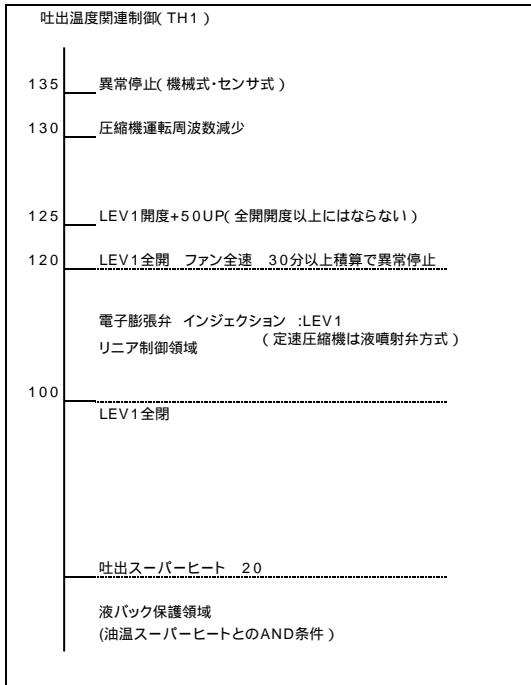 吐出温度関連制御(TH1)
135 異常停止(機械式・センサ式)
130 圧縮機運転周波数減少
125 LEV1開度+50UP(全開開度以上にはならない)
120 LEV1全開 ファン全速 30分以上積算で異常停止
電子膨張弁 インジェクション :LEV1
(定速圧縮機は液噴射弁方式)
リニア制御領域
100
LEV1全閉
吐出スーパーヒート 20
液バック保護領域
(油温スーパーヒートとのAND条件)